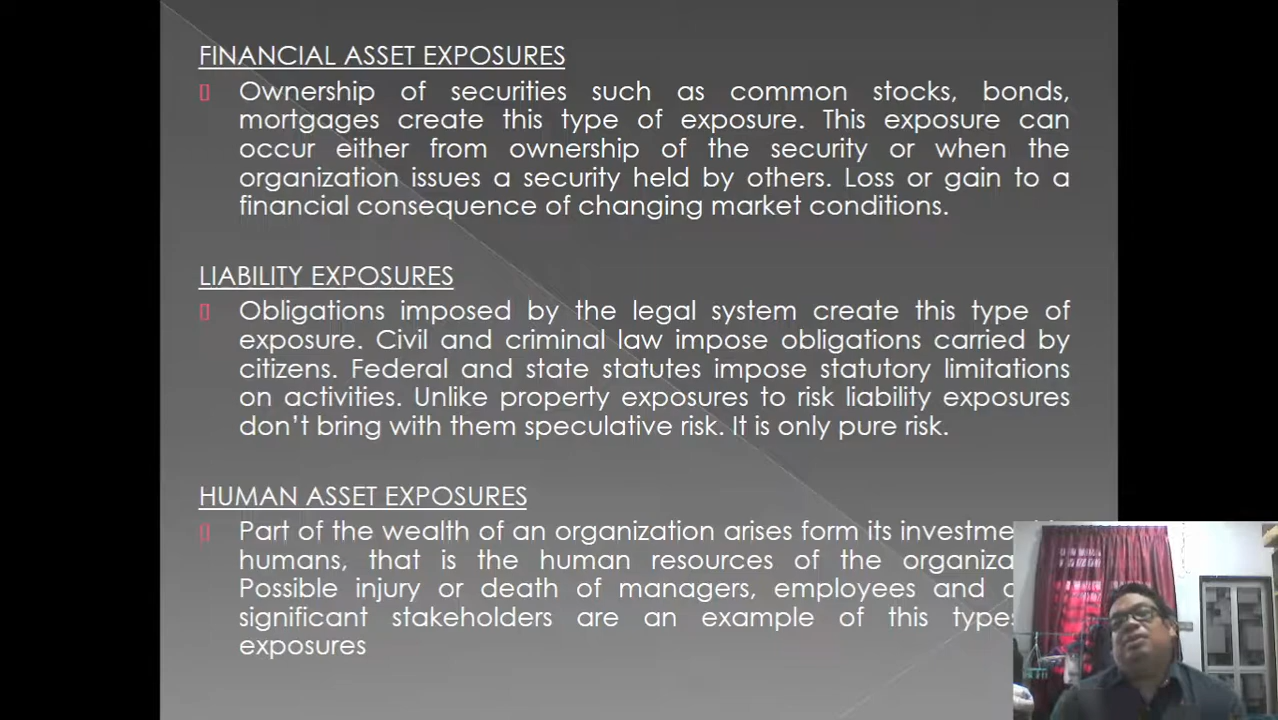 FINANCIAL ASSET EXPOSURES
Ownership of securities such as common stocks, bonds,
mortgages create this type of exposure. This exposure can
occur either from ownership of the security or when the
organization issues a security held by others. Loss or gain to a
financial consequence of changing market conditions.
LIABILITY EXPOSURES
Obligations imposed by the legal system create this type of
exposure. Civil and criminal law impose obligations carried by
citizens. Federal and state statutes impose statutory limitations
on activities. Unlike property exposures to risk liability exposures
don't bring with them speculative risk. It is only pure risk.
HUMAN ASSET EXPOSURES
Part of the wealth of an organization arises form its
humans, that is the human resources of the
Possible injury or death of managers, employees and
significant stakeholders are an example of this
exposures